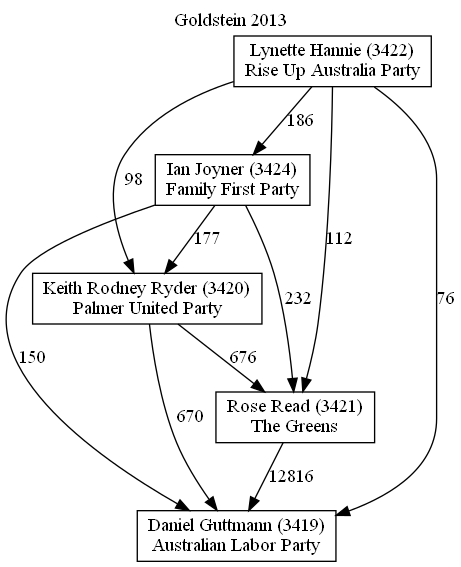 Goldstein 2013
Lynette Hannie (3422)
Rise Up Australia Party
186
Ian Joyner (3424)
Family First Party
98
177
112
Keith Rodney Ryder (3420)
Palmer United Party
232
76
150
676
Rose Read (3421)
The Greens
670
12816
Daniel Guttmann (3419)
Australian Labor Party